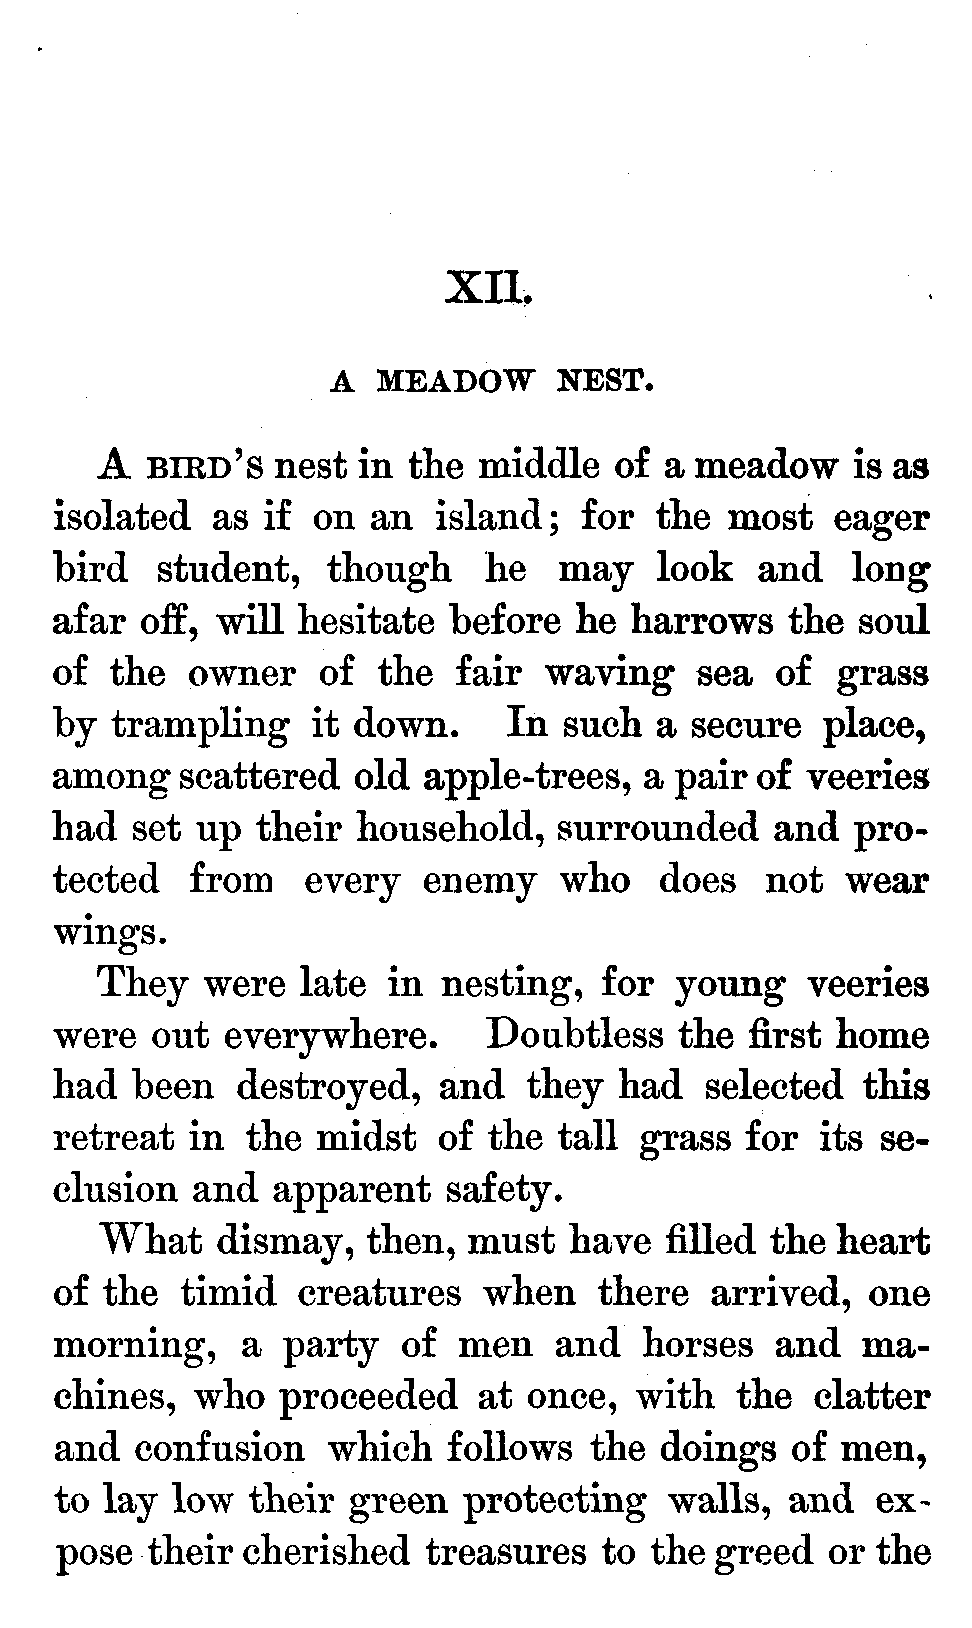 XII.
A MEADOW NEST.
A BIRD'S nest in the middle of a meadow is as
isolated as if on an island; for the most eager
bird student, though he may look and long
afar off, will hesitate before he harrows the soul
of the owner of the fair waving sea of grass
by trampling it down. In such a secure place,
among scattered old apple-trees, a pair of veeries
had set up their household, surrounded and pro-
tected from every enemy who does not wear
wings.
They were late in nesting, for young veeries
were out everywhere. Doubtless the first home
had been destroyed, and they had selected this
retreat in the midst of the tall grass for its se-
clusion and apparent safety.
What dismay, then, must have filled the heart
of the timid creatures when there arrived, one
morning, a party of men and horses and ma-
chines, who proceeded at once, with the clatter
and confusion which follows the doings of men,
to lay low their green protecting walls, and ex-
pose their cherished treasures to the greed or the